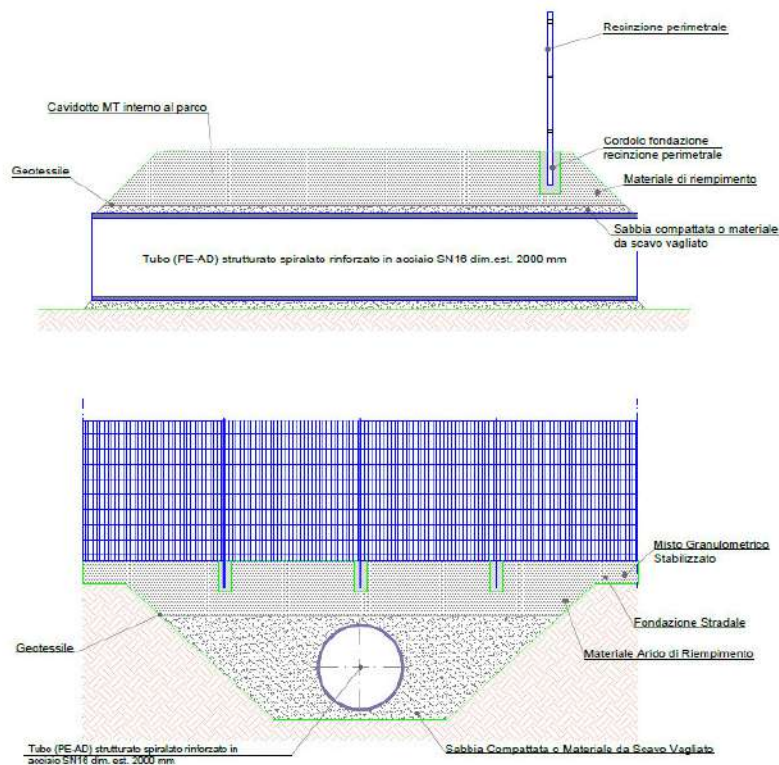 Recinzione perimetrale
Cavidotto MT interno al parco
Cordolo fondazione
recinzione perimetrale
Geotessile
Materiale di riempimento
Sabbia compattata o materiale
da scavo vagliato
Tubo (PE-AD) strutturato spiralato rinforzato in acciaio SN16 dim.est. 2000 mm
Misto Granulometrico
Stabilizzato
Fondazione Stradale
Geotessile
Materiale Arido di Riempimento
Tubo (PE-AD) strutturato spiralato rinforzato in
acciaio SN16 dim. est. 2000 mm
Sabbia Compattata o Materiale da Scavo Vagliato